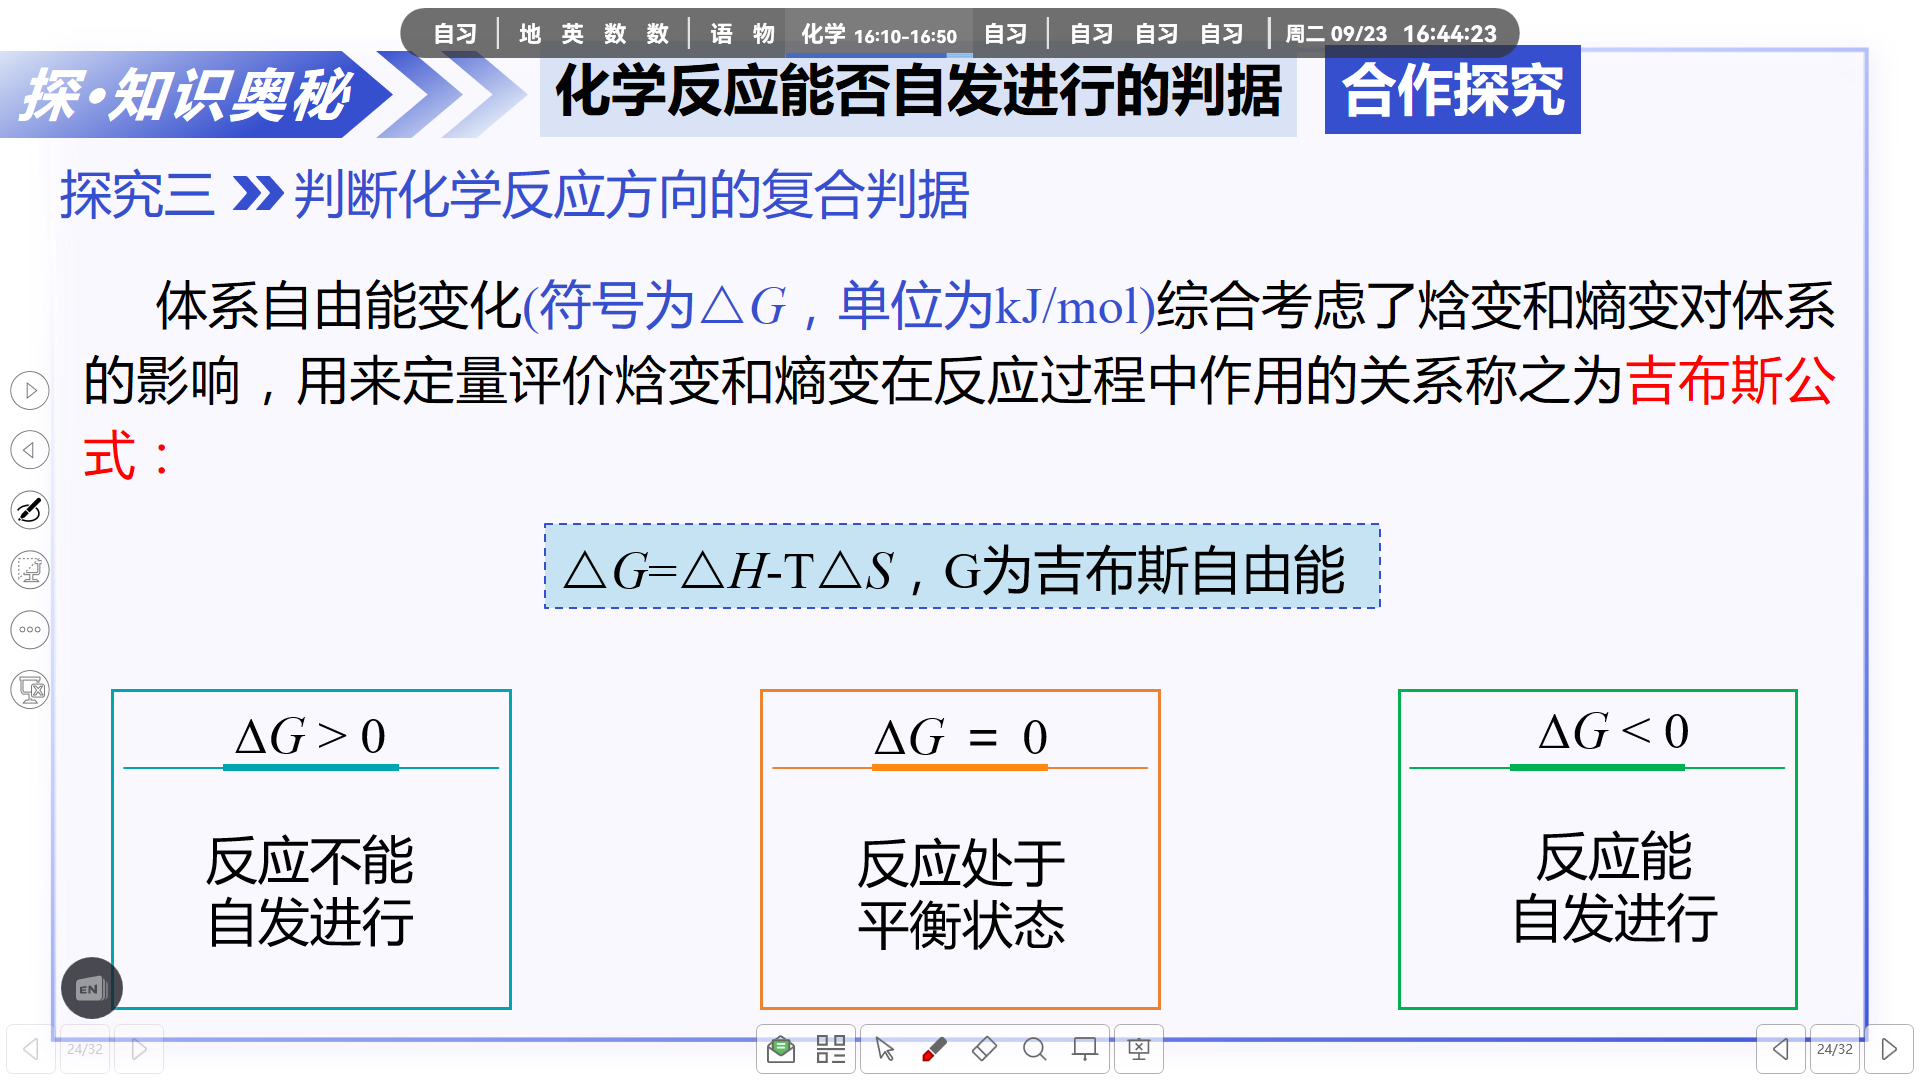 自习 | 地 英 数 数 | 语 物 化学 16:10-16:50 自习 | 自习 自习 自习 | 周二 09/23 16:44:23
探·知识奥秘
化学反应能否自发进行的判据
合作探究
探究三 判断化学反应方向的复合判据
体系自由能变化(符号为△G，单位为kJ/mol)综合考虑了焓变和熵变对体系
的影响，用来定量评价焓变和熵变在反应过程中作用的关系称之为吉布斯公
式：
△G=△H-T△S，G为吉布斯自由能
ΔG > 0
反应不能
自发进行
ΔG = 0
反应处于
平衡状态
ΔG < 0
反应能
自发进行
EN
24/32
24/32